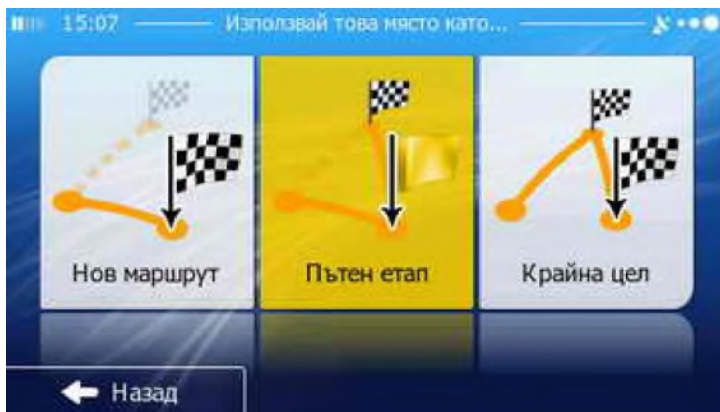 15:07 Използвай това място като...
Нов маршрут
Пътен етап
Крайна цел
Назад